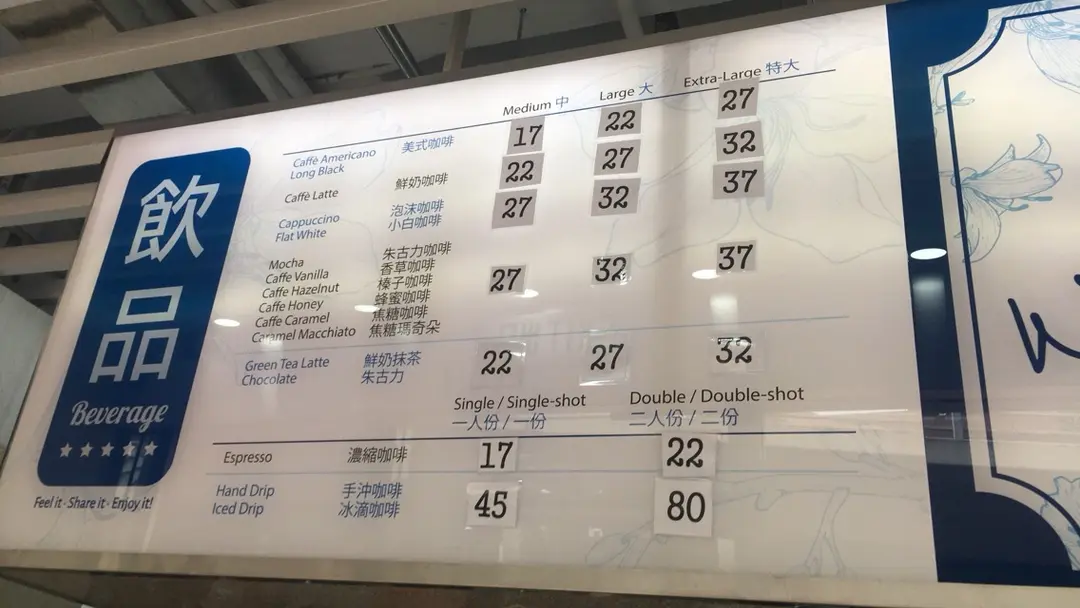 飲品
Beverage
Feel it · Share it · Enjoy it!
Medium 中 Large 大 Extra-Large 特大
Caffè Americano 美式咖啡 17 22 27
Long Black
Caffè Latte 鮮奶咖啡 22 27 32
Cappuccino 泡沫咖啡 27 32 37
Flat White 小白咖啡
Mocha 朱古力咖啡
Caffe Vanilla 香草咖啡
Caffe Hazelnut 榛子咖啡 27 32 37
Caffe Honey 蜂蜜咖啡
Caffe Caramel 焦糖咖啡
Caramel Macchiato 焦糖瑪奇朵
Green Tea Latte 鮮奶抹茶 22 27 32
Chocolate 朱古力
Single / Single-shot Double / Double-shot
一人份 / 一份 二人份 / 二份
Espresso 濃縮咖啡 17 22
Hand Drip 手沖咖啡 45 80
Iced Drip 冰滴咖啡